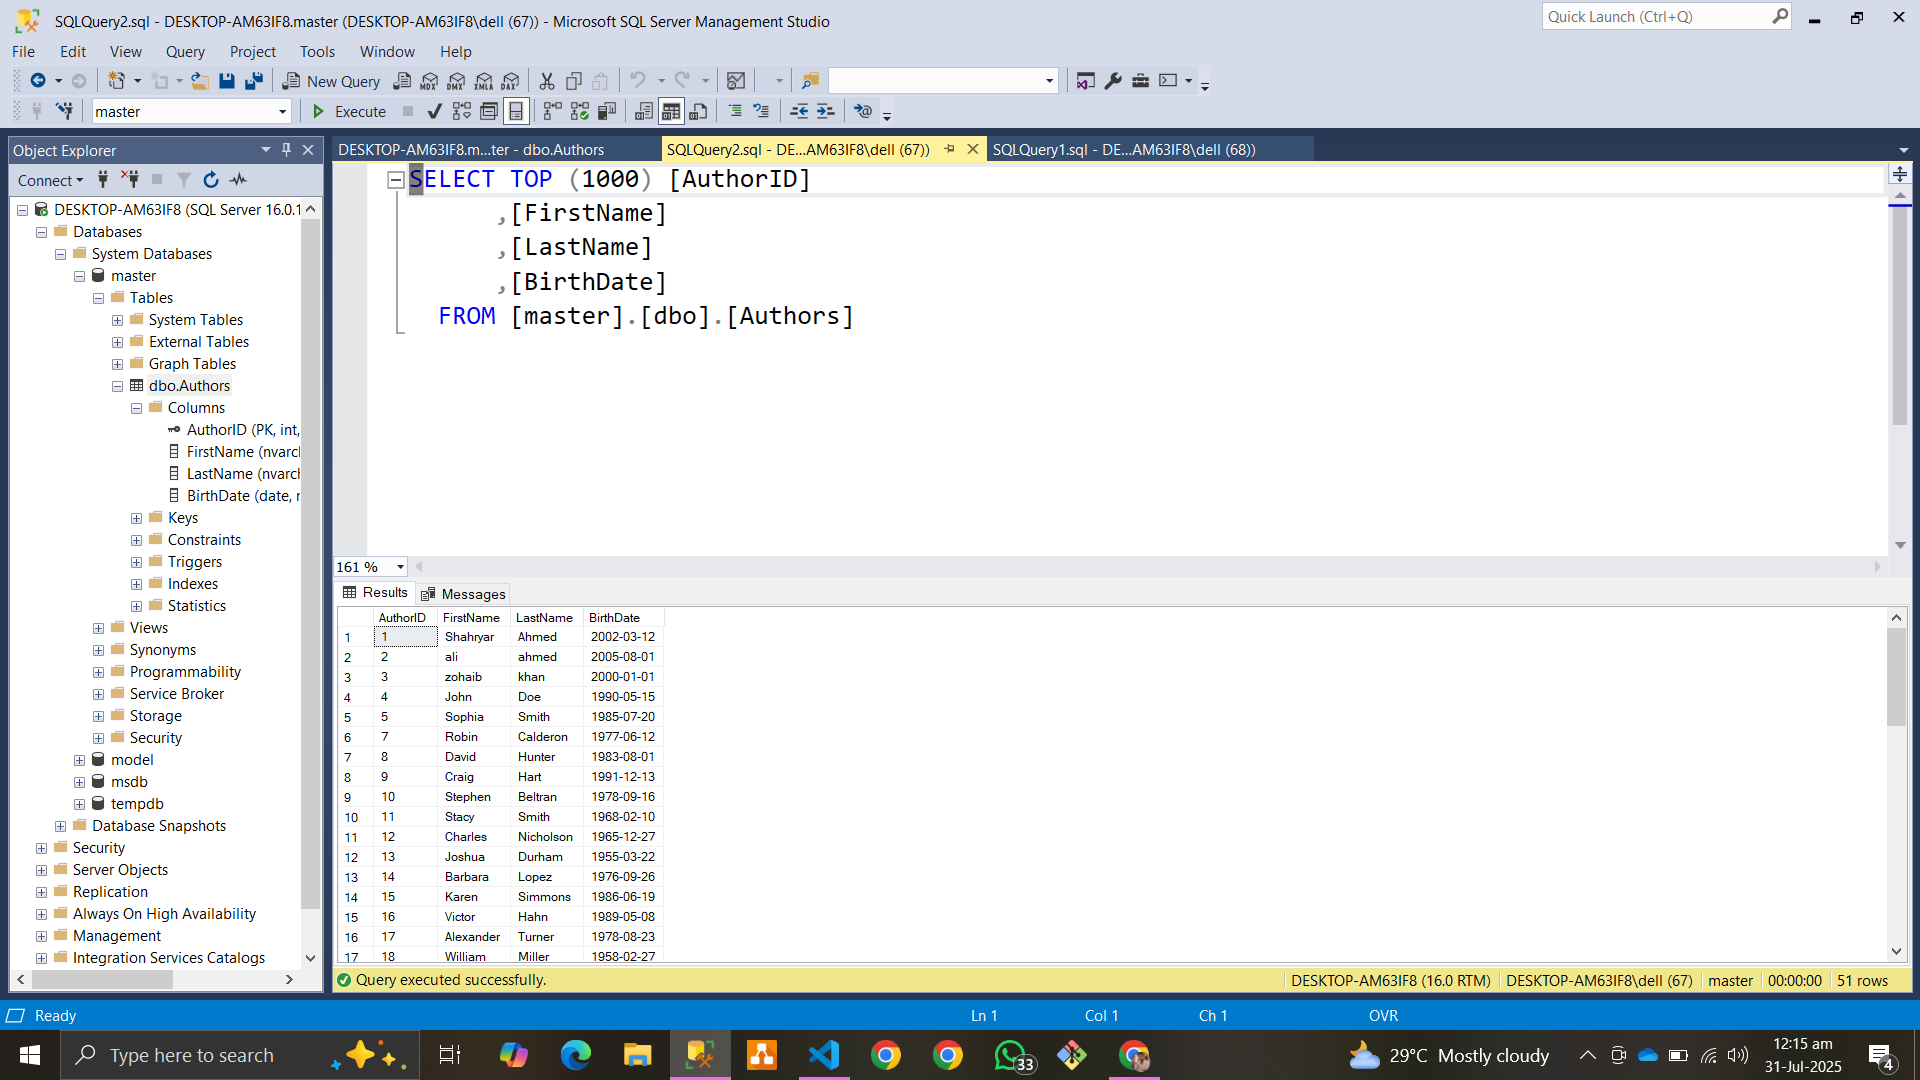 SQLQuery2.sql - DESKTOP-AM63IF8.master (DESKTOP-AM63IF8\dell (67)) - Microsoft SQL Server Management Studio
Quick Launch (Ctrl+Q)
File Edit View Query Project Tools Window Help
New Query MDX DMX XMLA DAX
master Execute
Object Explorer
Connect
DESKTOP-AM63IF8 (SQL Server 16.0.1
Databases
System Databases
master
Tables
System Tables
External Tables
Graph Tables
dbo.Authors
Columns
AuthorID (PK, int,
FirstName (nvarch
LastName (nvarch
BirthDate (date, n
Keys
Constraints
Triggers
Indexes
Statistics
Views
Synonyms
Programmability
Service Broker
Storage
Security
model
msdb
tempdb
Database Snapshots
Security
Server Objects
Replication
Always On High Availability
Management
Integration Services Catalogs
DESKTOP-AM63IF8.m...ter - dbo.Authors SQLQuery2.sql - DE...AM63IF8\dell (67)) SQLQuery1.sql - DE...AM63IF8\dell (68))
SELECT TOP (1000) [AuthorID]
,[FirstName]
,[LastName]
,[BirthDate]
FROM [master].[dbo].[Authors]
161 %
Results Messages
AuthorID FirstName LastName BirthDate
1 1 Shahryar Ahmed 2002-03-12
2 2 ali ahmed 2005-08-01
3 3 zohaib khan 2000-01-01
4 4 John Doe 1990-05-15
5 5 Sophia Smith 1985-07-20
6 7 Robin Calderon 1977-06-12
7 8 David Hunter 1983-08-01
8 9 Craig Hart 1991-12-13
9 10 Stephen Beltran 1978-09-16
10 11 Stacy Smith 1968-02-10
11 12 Charles Nicholson 1965-12-27
12 13 Joshua Durham 1955-03-22
13 14 Barbara Lopez 1976-09-26
14 15 Karen Simmons 1986-06-19
15 16 Victor Hahn 1989-05-08
16 17 Alexander Turner 1978-08-23
17 18 William Miller 1958-02-27
Query executed successfully. DESKTOP-AM63IF8 (16.0 RTM) DESKTOP-AM63IF8\dell (67) master 00:00:00 51 rows
Ready Ln 1 Col 1 Ch 1 OVR
Type here to search 33 29°C Mostly cloudy 12:15 am
31-Jul-2025
4